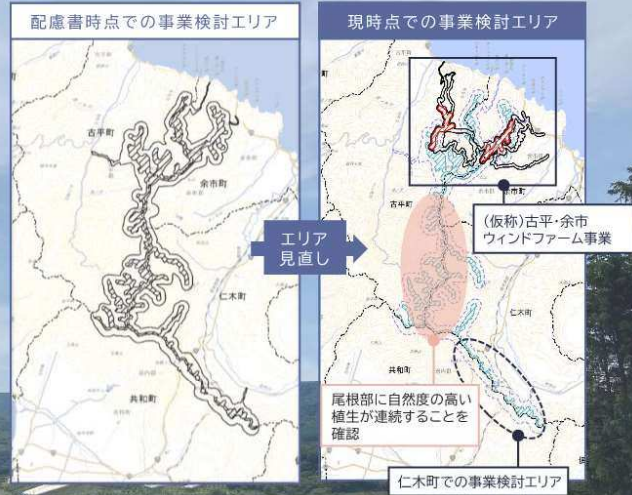 配慮書時点での事業検討エリア
古平町
余市町
仁木町
共和町
エリア
見直し
現時点での事業検討エリア
古平町
余市町
(仮称)古平・余市
ウィンドファーム事業
仁木町
共和町
尾根部に自然度の高い
植生が連続することを
確認
仁木町での事業検討エリア